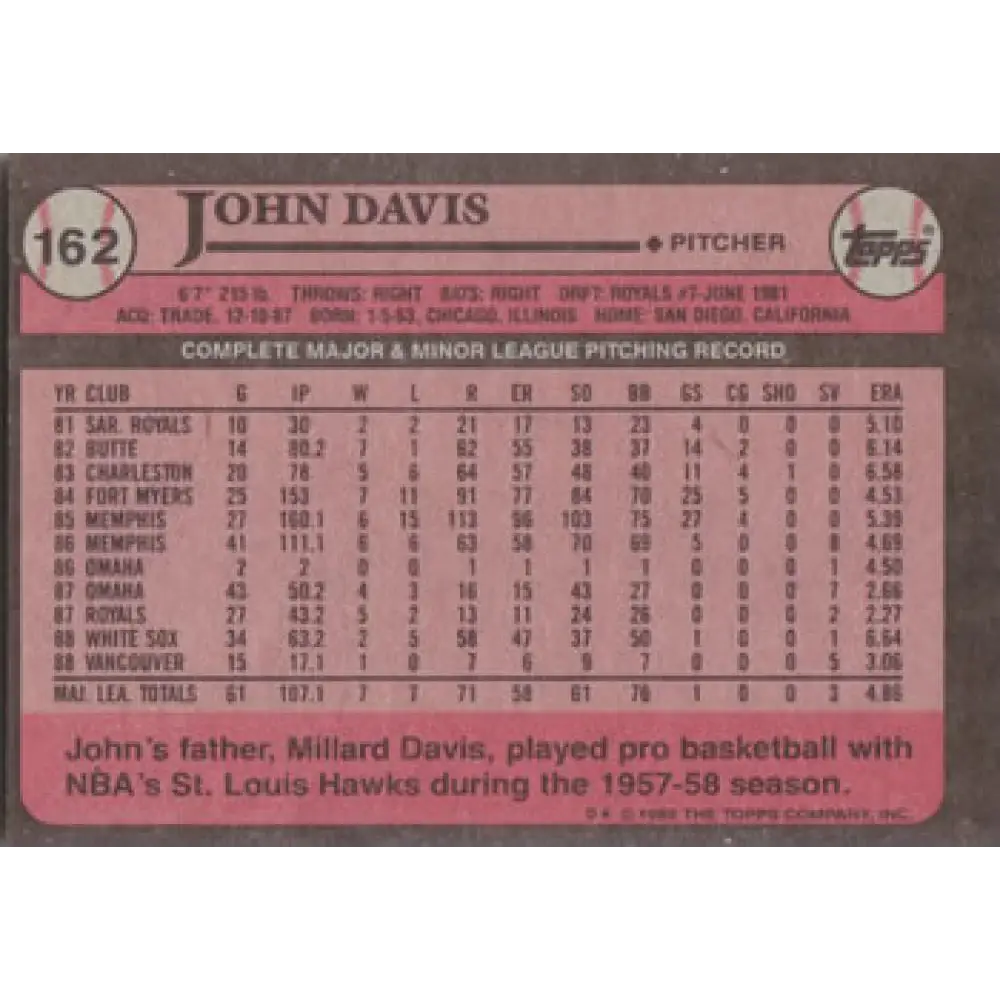 162
JOHN DAVIS
◆ PITCHER
TOPPS®
6'7" 215 lb. THROWS: RIGHT BATS: RIGHT DRFT: ROYALS #7-JUNE 1981
ACQ: TRADE, 12-10-87 BORN: 1-5-63, CHICAGO, ILLINOIS HOME: SAN DIEGO, CALIFORNIA
COMPLETE MAJOR & MINOR LEAGUE PITCHING RECORD
YR CLUB G IP W L R ER SO BB GS CG SHO SV ERA
81 SAR. ROYALS 10 30 2 2 21 17 13 23 4 0 0 0 5.10
82 BUTTE 14 80.2 7 1 62 55 38 37 14 2 0 0 6.14
83 CHARLESTON 20 78 5 6 64 57 48 40 11 4 1 0 6.58
84 FORT MYERS 25 153 7 11 91 77 84 70 25 5 0 0 4.53
85 MEMPHIS 27 160.1 6 15 113 96 103 75 27 4 0 0 5.39
86 MEMPHIS 41 111.1 6 6 63 58 70 69 5 0 0 8 4.69
86 OMAHA 2 2 0 0 1 1 1 1 0 0 0 1 4.50
87 OMAHA 43 50.2 4 3 16 15 43 27 0 0 0 7 2.66
87 ROYALS 27 43.2 5 2 13 11 24 26 0 0 0 2 2.27
88 WHITE SOX 34 63.2 2 5 58 47 37 50 1 0 0 1 6.64
88 VANCOUVER 15 17.1 1 0 7 6 9 7 0 0 0 5 3.06
MAJ. LEA. TOTALS 61 107.1 7 7 71 58 61 76 1 0 0 3 4.86
John's father, Millard Davis, played pro basketball with
NBA's St. Louis Hawks during the 1957-58 season.
© 1989 THE TOPPS COMPANY, INC.